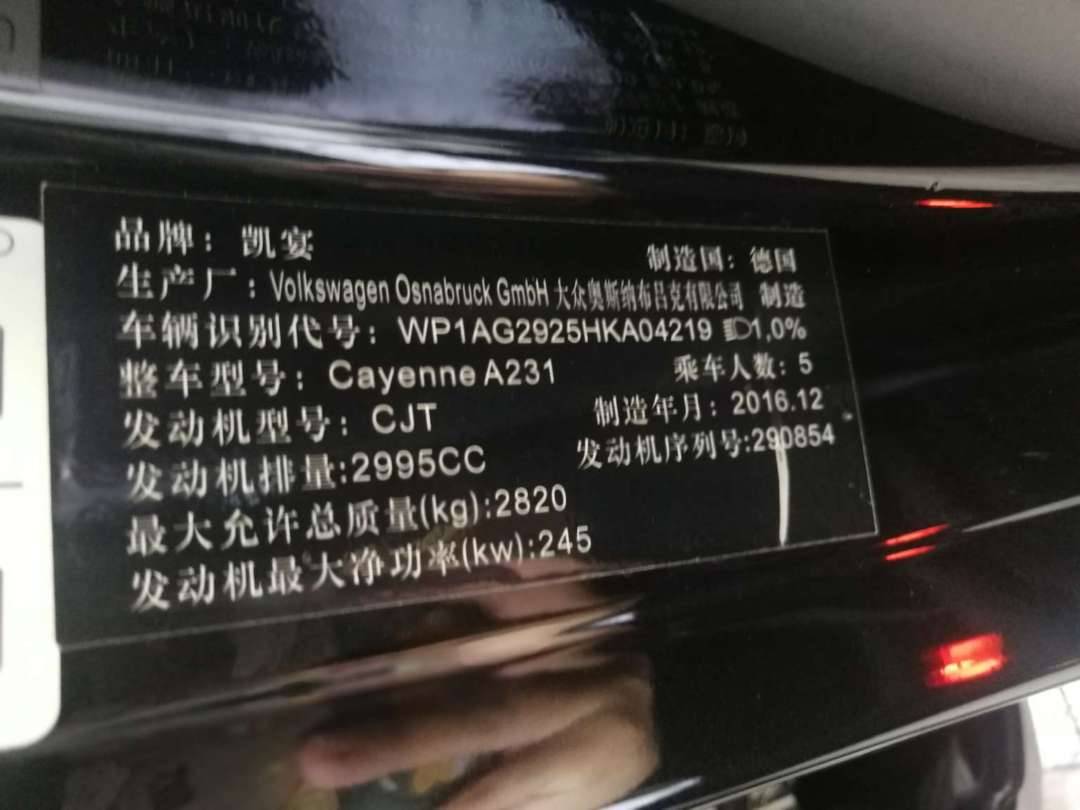 品牌：凯宴
制造国：德国
生产厂：Volkswagen Osnabruck GmbH 大众奥斯纳布吕克有限公司 制造
车辆识别代号：WP1AG2925HKA04219 1,0%
整车型号：Cayenne A231
乘车人数：5
发动机型号：CJT
制造年月：2016.12
发动机排量:2995CC
发动机序列号:290854
最大允许总质量(kg):2820
发动机最大净功率(kw):245